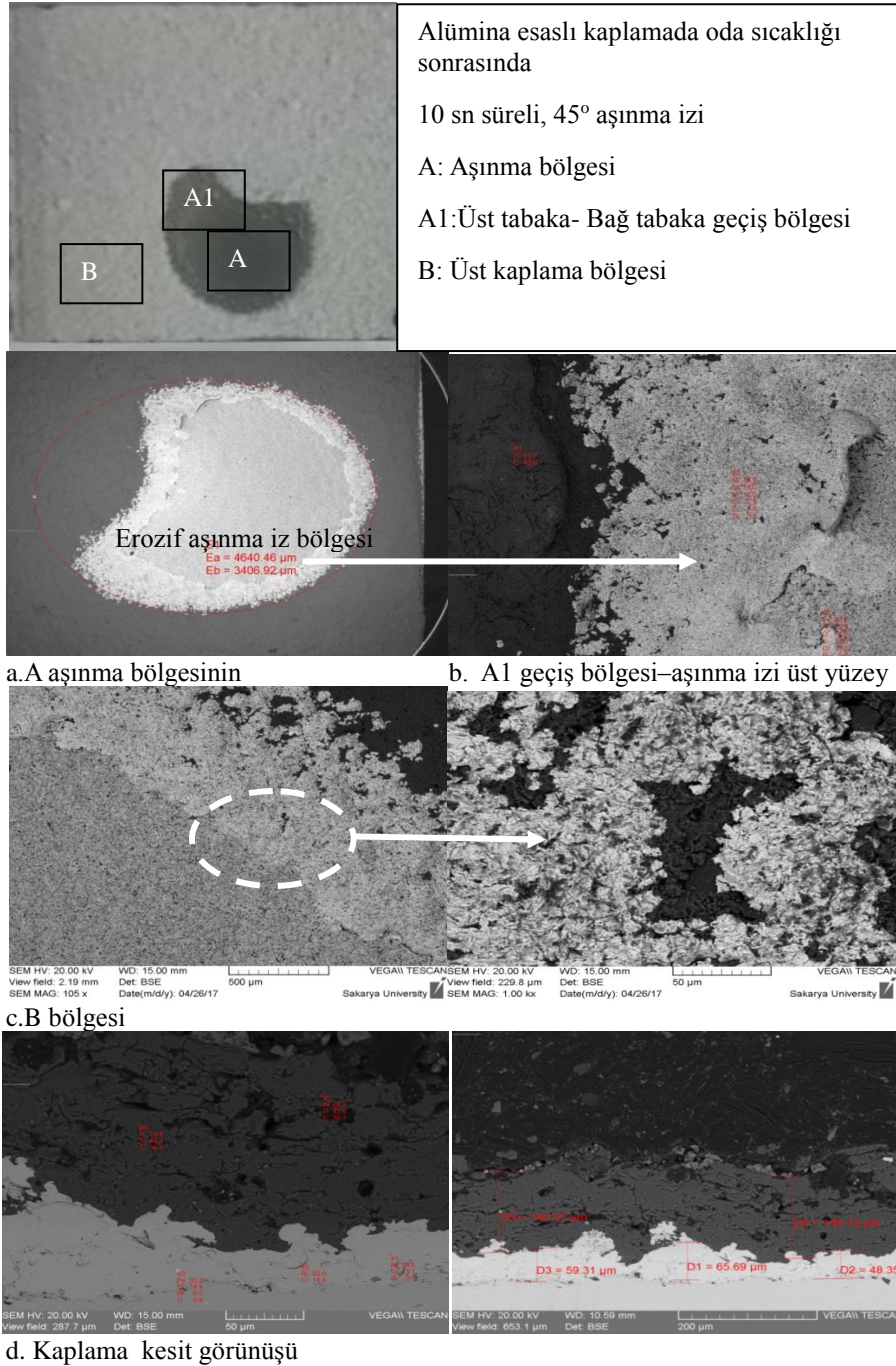 Alümina esaslı kaplamada oda sıcaklığı
sonrasında
10 sn süreli, 45º aşınma izi
A: Aşınma bölgesi
A1:Üst tabaka- Bağ tabaka geçiş bölgesi
B: Üst kaplama bölgesi
A1
A
B
Erozif aşınma iz bölgesi
Ea = 4640.46 µm
Eb = 3406.92 µm
a.A aşınma bölgesinin
b. A1 geçiş bölgesi–aşınma izi üst yüzey
SEM HV: 20.00 kV WD: 15.00 mm
View field: 2.19 mm Det: BSE 500 µm VEGA\\ TESCAN
SEM MAG: 105 x Date(m/d/y): 04/26/17 Sakarya University
SEM HV: 20.00 kV WD: 15.00 mm
View field: 229.8 µm Det: BSE 50 µm VEGA\\ TESCAN
SEM MAG: 1.00 kx Date(m/d/y): 04/26/17 Sakarya University
c.B bölgesi
D3 = 59.31 µm
D1 = 65.69 µm
D2 = 48.35
SEM HV: 20.00 kV WD: 15.00 mm VEGA\\ TESCAN
View field: 287.7 µm Det: BSE 50 µm
SEM HV: 20.00 kV WD: 10.59 mm VEGA\\ TESCAN
View field: 653.1 µm Det: BSE 200 µm
d. Kaplama kesit görünüşü